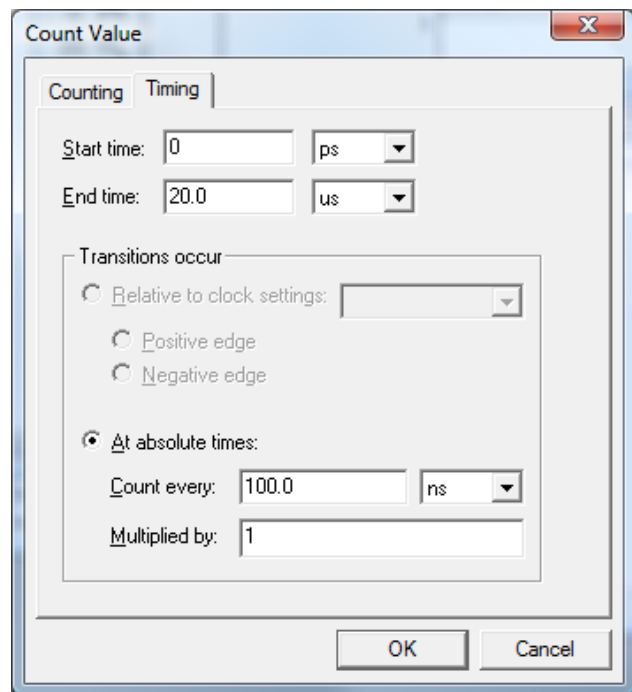 Count Value
Counting Timing
Start time: 0 ps
End time: 20.0 us
Transitions occur
Relative to clock settings:
Positive edge
Negative edge
At absolute times:
Count every: 100.0 ns
Multiplied by: 1
OK Cancel